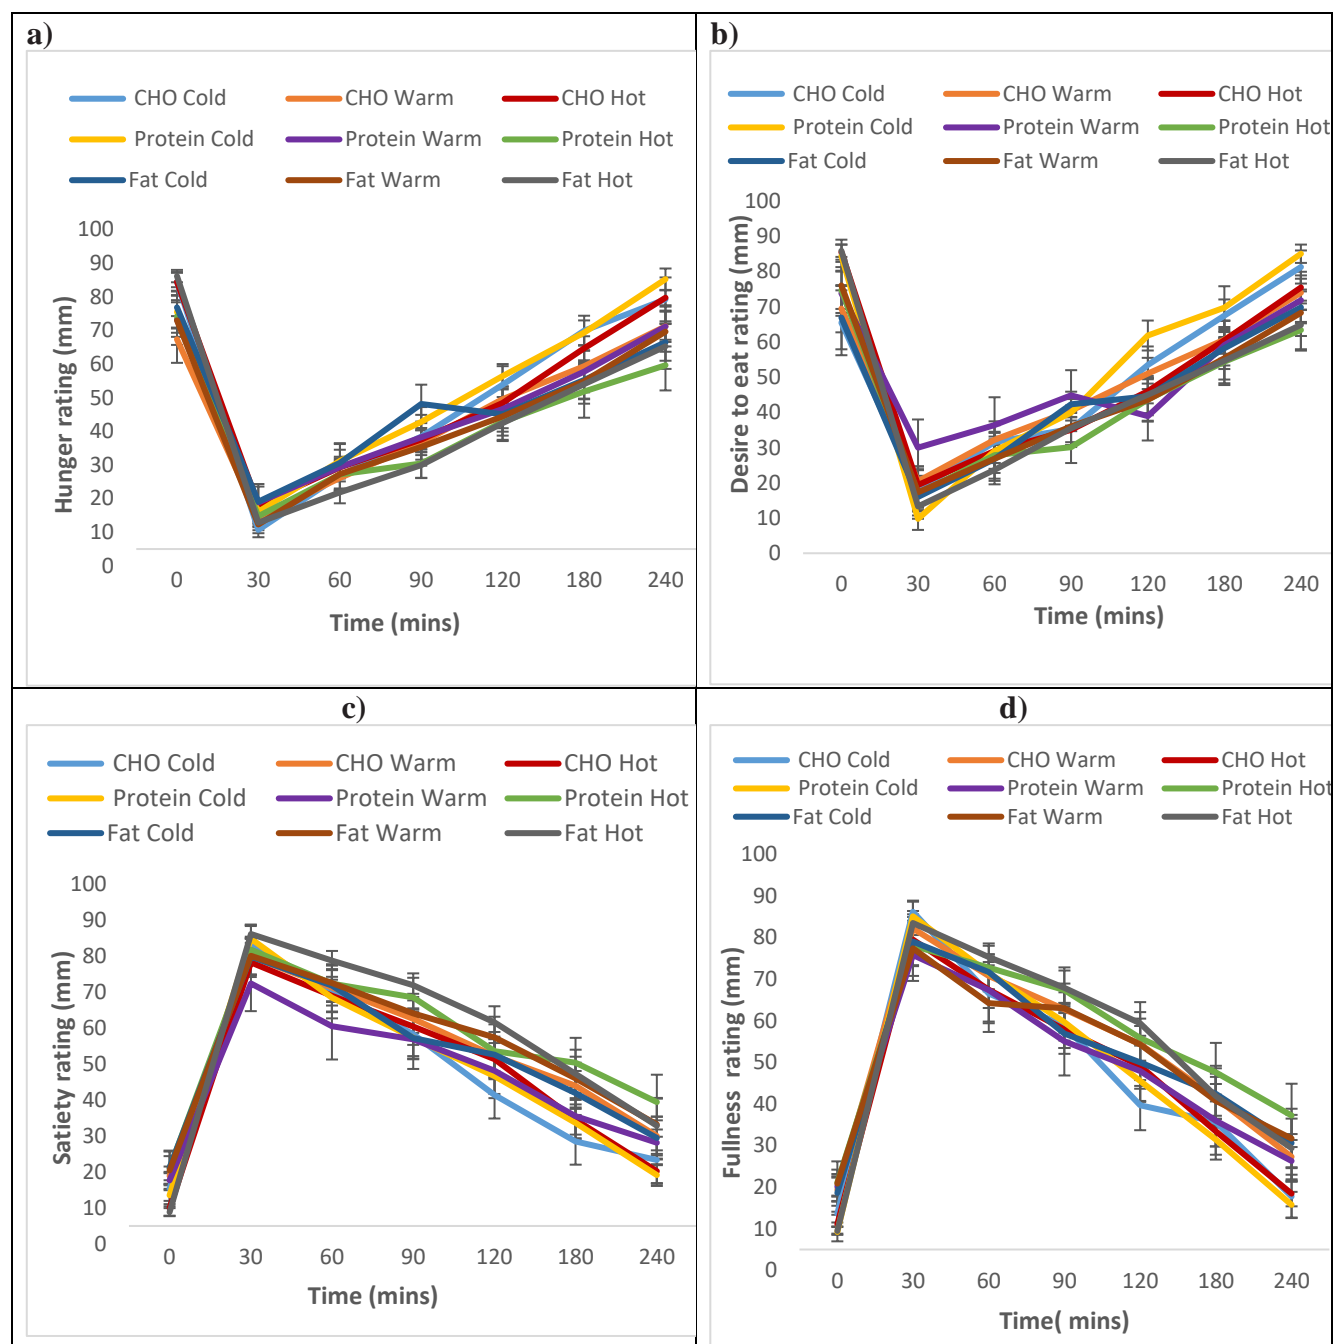 a)
CHO Cold CHO Warm CHO Hot
Protein Cold Protein Warm Protein Hot
Fat Cold Fat Warm Fat Hot
100
90
80
70
60
50
40
30
20
10
0
Hunger rating (mm)
0 30 60 90 120 180 240
Time (mins)
b)
CHO Cold CHO Warm CHO Hot
Protein Cold Protein Warm Protein Hot
Fat Cold Fat Warm Fat Hot
100
90
80
70
60
50
40
30
20
10
0
Desire to eat rating (mm)
0 30 60 90 120 180 240
Time (mins)
c)
CHO Cold CHO Warm CHO Hot
Protein Cold Protein Warm Protein Hot
Fat Cold Fat Warm Fat Hot
100
90
80
70
60
50
40
30
20
10
0
Satiety rating (mm)
0 30 60 90 120 180 240
Time (mins)
d)
CHO Cold CHO Warm CHO Hot
Protein Cold Protein Warm Protein Hot
Fat Cold Fat Warm Fat Hot
100
90
80
70
60
50
40
30
20
10
0
Fullness rating (mm)
0 30 60 90 120 180 240
Time( mins)